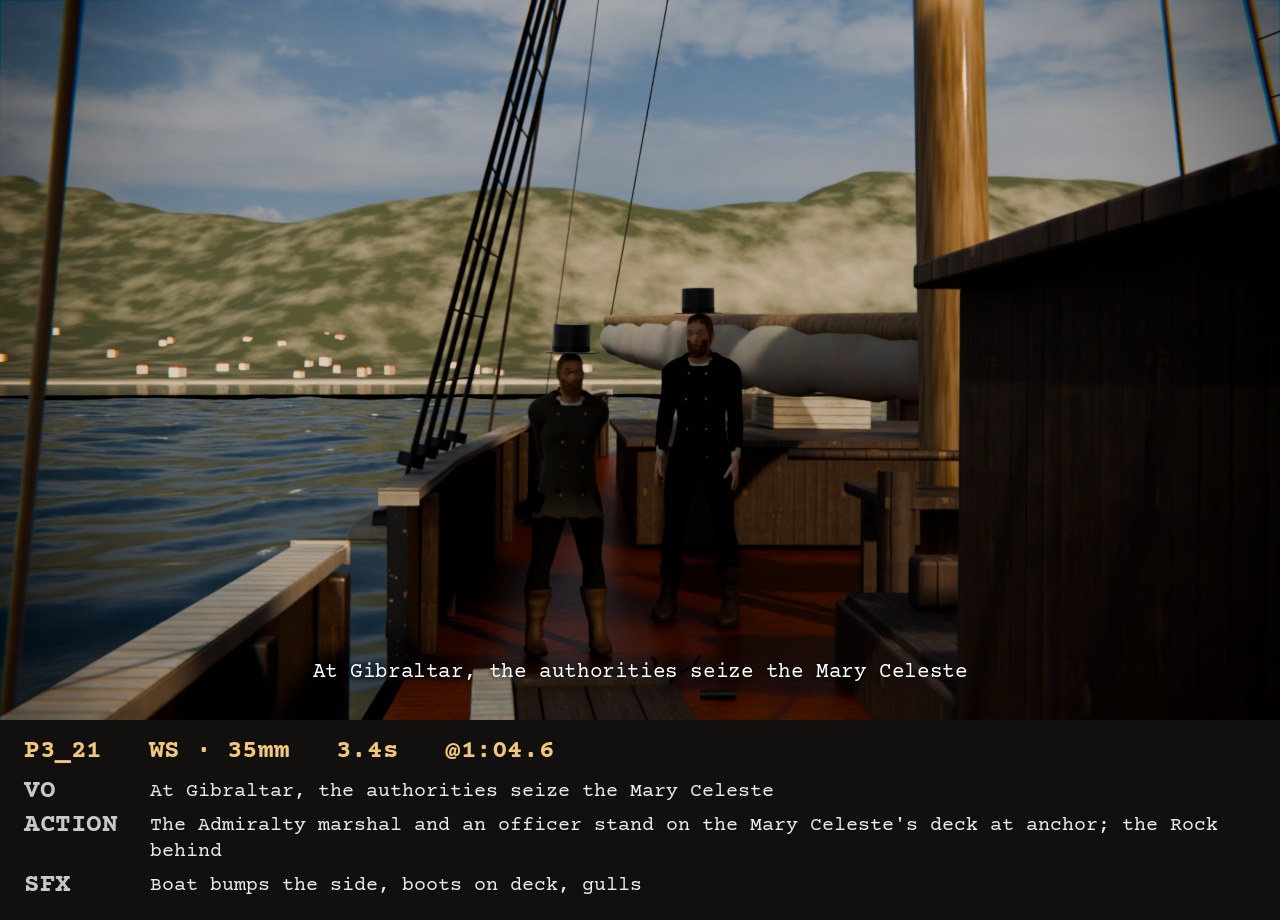 At Gibraltar, the authorities seize the Mary Celeste
P3_21 WS · 35mm 3.4s @1:04.6
VO At Gibraltar, the authorities seize the Mary Celeste
ACTION The Admiralty marshal and an officer stand on the Mary Celeste's deck at anchor; the Rock
behind
SFX Boat bumps the side, boots on deck, gulls